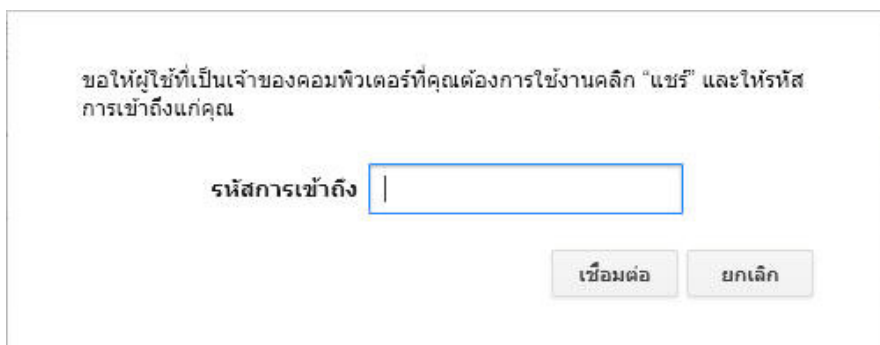 ขอให้ผู้ใช้ที่เป็นเจ้าของคอมพิวเตอร์ที่คุณต้องการใช้งานคลิก “แชร์” และให้รหัส
การเข้าถึงแก่คุณ
รหัสการเข้าถึง
เชื่อมต่อ ยกเลิก